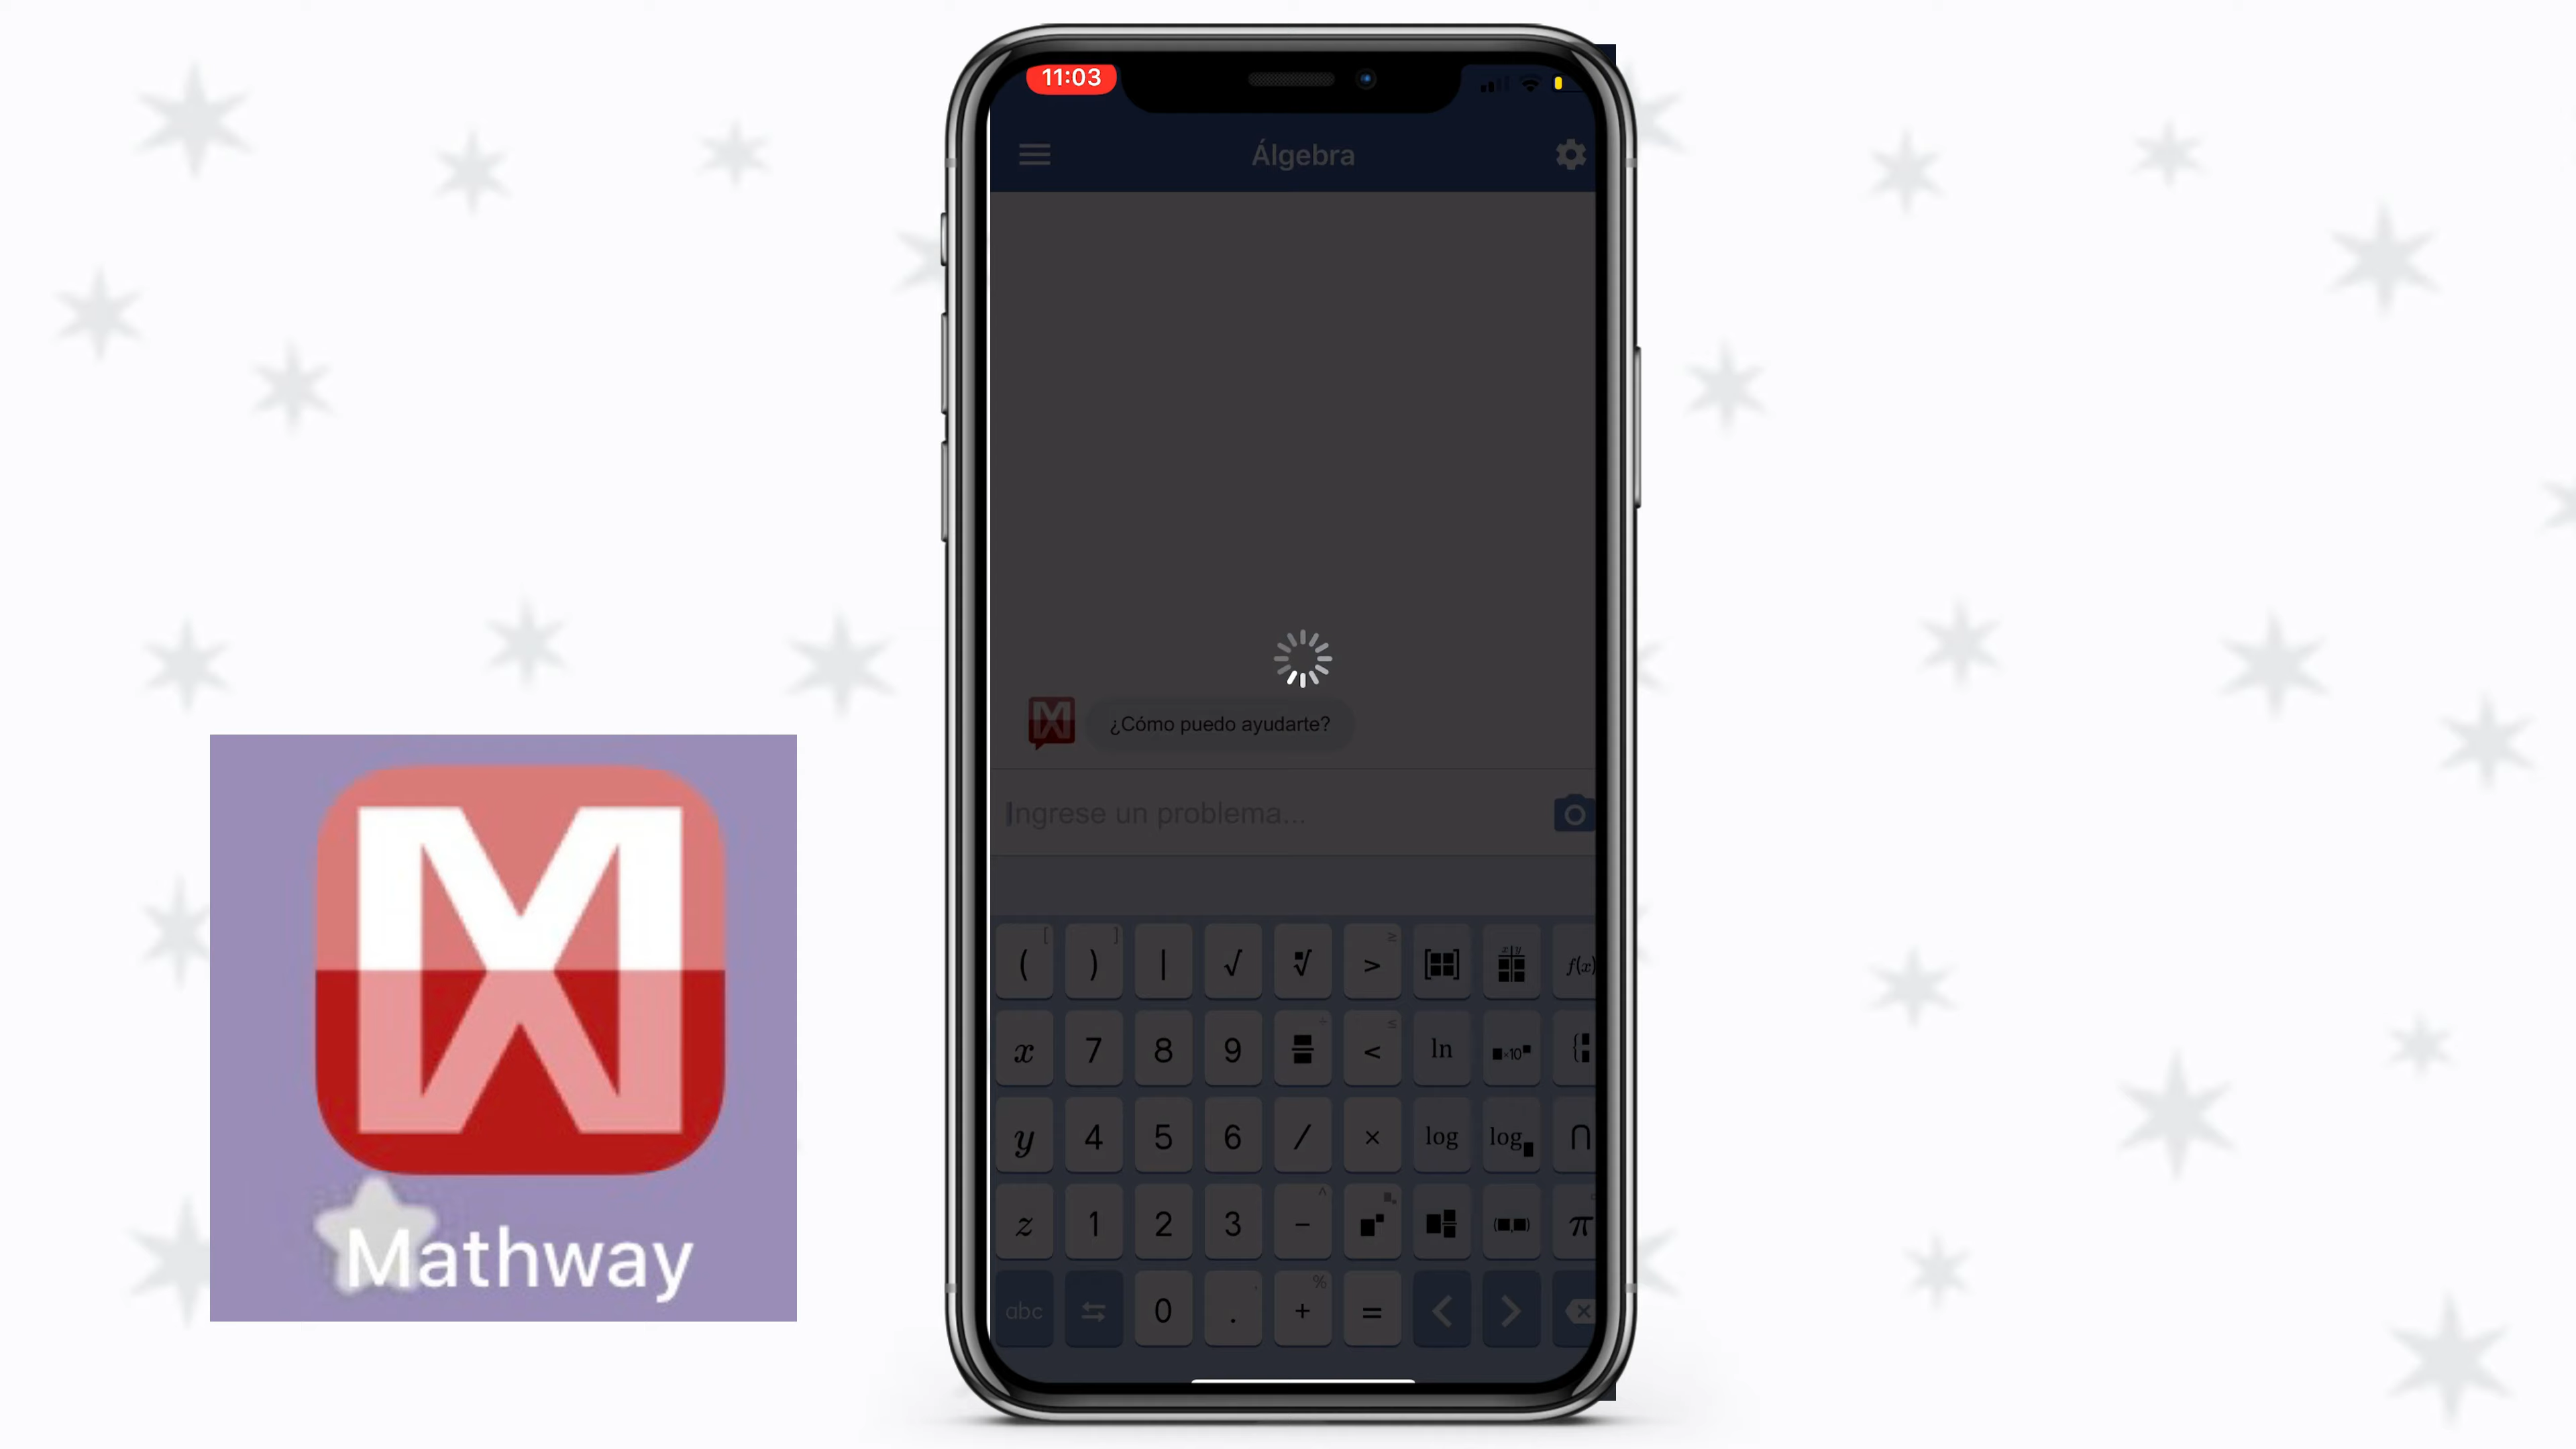 11:03
Álgebra
¿Cómo puedo ayudarte?
Ingrese un problema...
( [ ) ] | √ √ > ≥ f(x)
x 7 8 9 ÷ < ≤ ln ×10 {
y 4 5 6 / × log log ∩
z 1 2 3 − ^ (,) π
abc 0 . + % = < >
Mathway